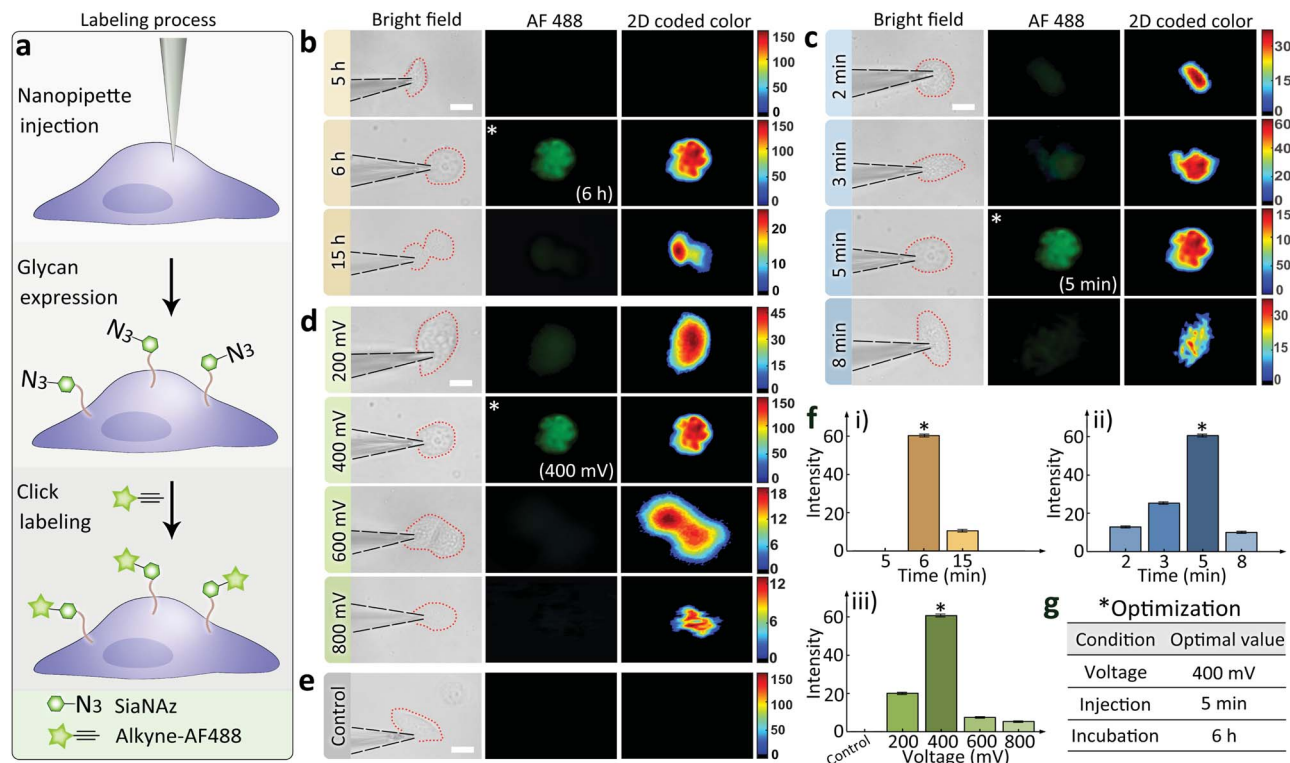 Labeling process
a
Nanopipette
injection
Glycan
expression
N3
N3
N3
Click
labeling
N3 SiaNAz
Alkyne-AF488
b
Bright field AF 488 2D coded color
5 h
150
100
50
0
6 h
*
(6 h)
150
100
50
0
15 h
20
10
0
c
Bright field AF 488 2D coded color
2 min
30
15
0
3 min
60
40
20
0
5 min
*
(5 min)
150
100
50
0
8 min
30
15
0
d
200 mV
45
30
15
0
400 mV
*
(400 mV)
150
100
50
0
600 mV
18
12
6
0
800 mV
12
8
4
0
e
Control
150
100
50
0
f
i)
Intensity
60
40
20
0
*
5 6 15
Time (min)
ii)
Intensity
60
40
20
0
*
2 3 5 8
Time (min)
iii)
Intensity
60
40
20
0
*
Control 200 400 600 800
Voltage (mV)
g
*Optimization
Condition Optimal value
Voltage 400 mV
Injection 5 min
Incubation 6 h